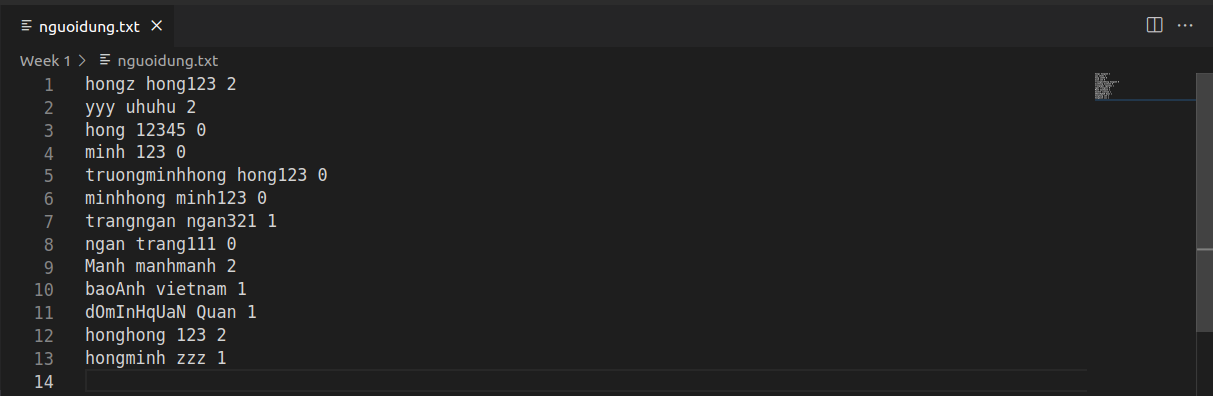 nguoidung.txt
Week 1 > nguoidung.txt
1 hongz hong123 2
2 yyy uhuhu 2
3 hong 12345 0
4 minh 123 0
5 truongminhhong hong123 0
6 minhhong minh123 0
7 trangngan ngan321 1
8 ngan trang111 0
9 Manh manhmanh 2
10 baoAnh vietnam 1
11 dOmInHqUaN Quan 1
12 honghong 123 2
13 hongminh zzz 1
14